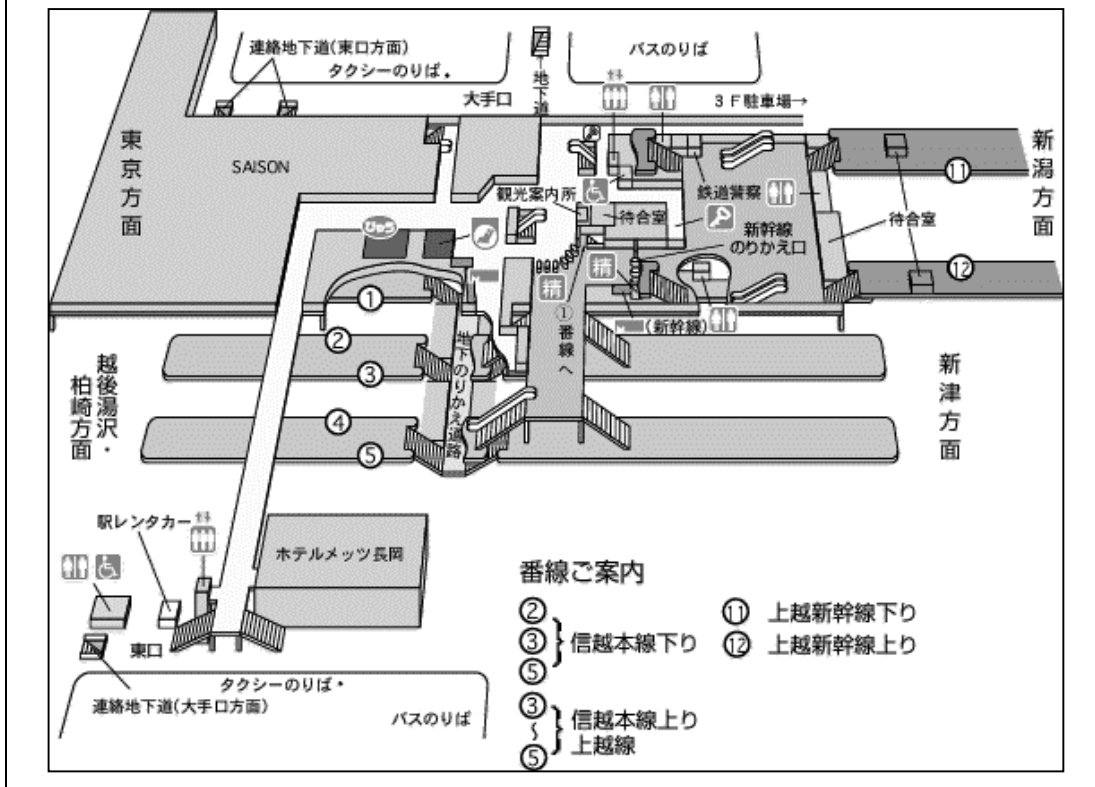 連絡地下道(東口方面)
タクシーのりば
↑地下道
バスのりば
大手口
3F駐車場→
東京方面
SAISON
新潟方面
⑪
観光案内所
鉄道警察
待合室
待合室
びゅう
新幹線
のりかえ口
精
精
⑫
①
①番線へ
(新幹線)
②
③
④
⑤
地下のりかえ通路
越後湯沢・
柏崎方面
新津方面
駅レンタカー
ホテルメッツ長岡
東口
連絡地下道(大手口方面)
タクシーのりば
バスのりば
番線ご案内
②
③ 信越本線下り
⑤
③ 信越本線上り
〜 上越線
⑤
⑪ 上越新幹線下り
⑫ 上越新幹線上り